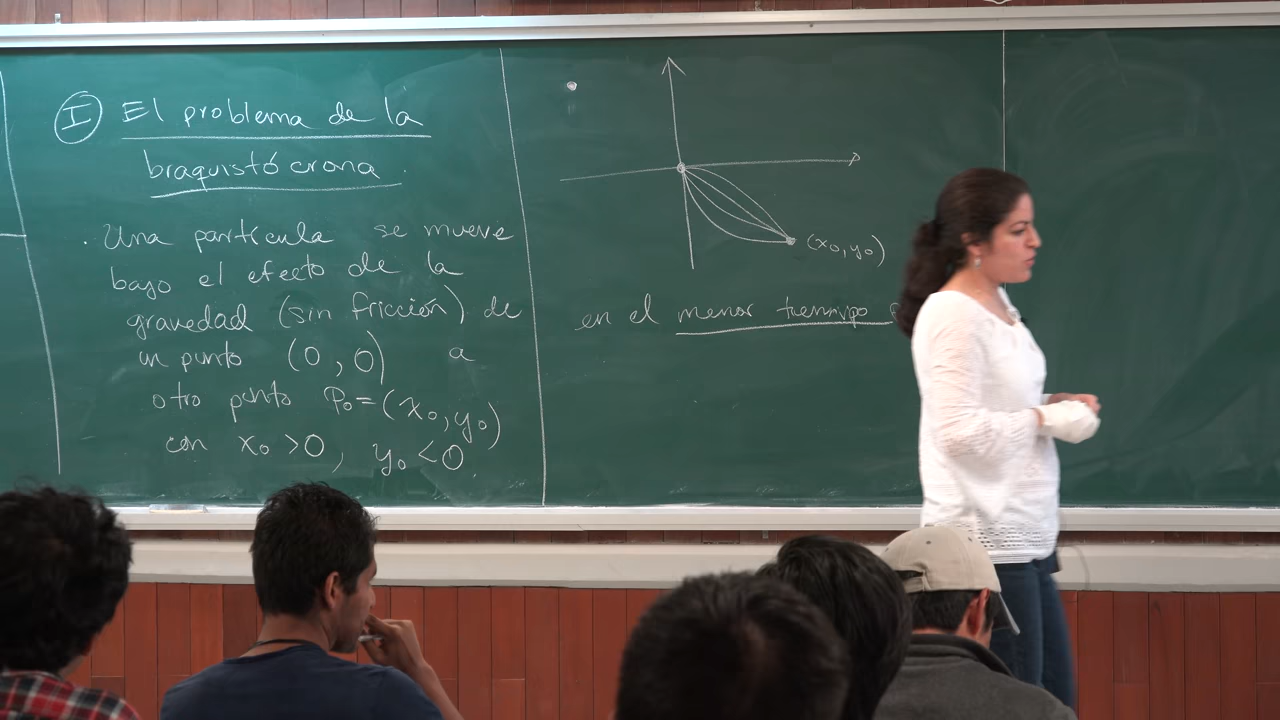 I El problema de la
braquistócrona.
. Una partícula se mueve
bajo el efecto de la
gravedad (sin fricción) de
un punto (0,0) a
otro punto P₀=(x₀,y₀)
con x₀>0, y₀<0.
(x₀,y₀)
en el menor tiempo